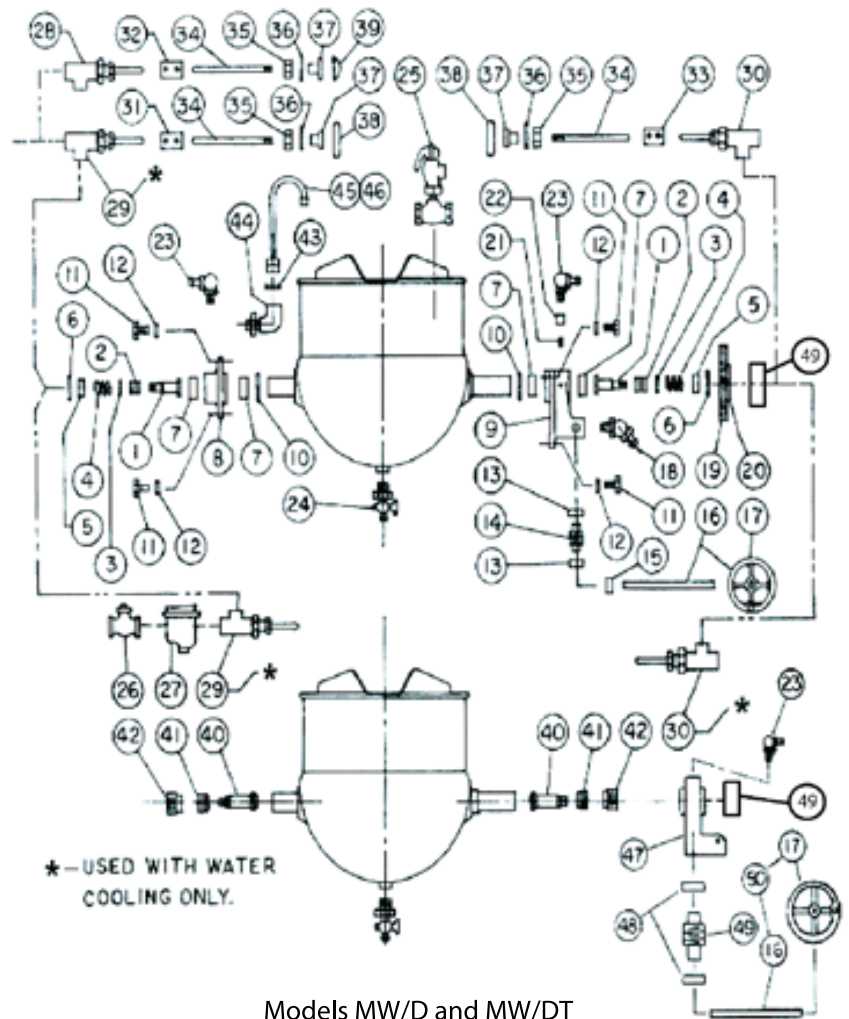 28 32 34 35 36 37 39 25 38 37 36 35 34 33 30
31 34 35 36 37 38
29 *
45 46 22 23 11 7 2 4
44 43 21 12 1 3
23
11 12 7 5
6 2 10 49
4 1 7 8 7 10 9 18 6 19 20
5 3 11 12 24 13 14 13 12 11 16 17
15
26 27 29 * 30 * 23
42 41 40 40 41 42
49
47
* – USED WITH WATER
COOLING ONLY.
17
50
48 49
16
Models MW/D and MW/DT